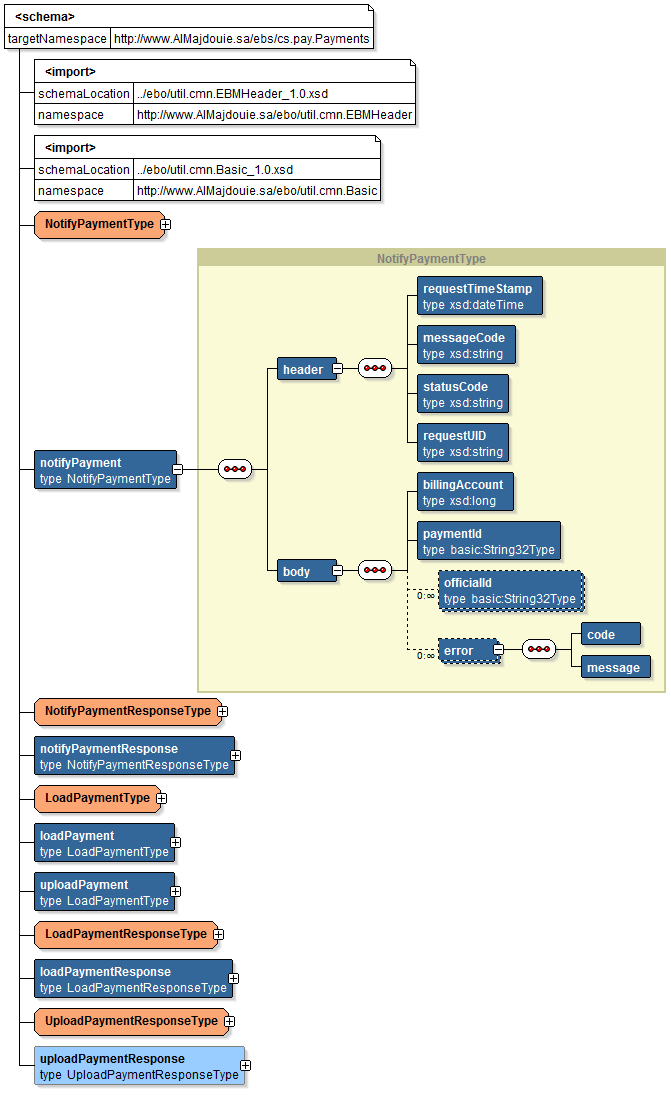 <schema>
targetNamespace http://www.AlMajdouie.sa/ebs/cs.pay.Payments
<import>
schemaLocation ../ebo/util.cmn.EBMHeader_1.0.xsd
namespace http://www.AlMajdouie.sa/ebo/util.cmn.EBMHeader
<import>
schemaLocation ../ebo/util.cmn.Basic_1.0.xsd
namespace http://www.AlMajdouie.sa/ebo/util.cmn.Basic
NotifyPaymentType
NotifyPaymentType
requestTimeStamp
type xsd:dateTime
messageCode
type xsd:string
header
statusCode
type xsd:string
requestUID
type xsd:string
notifyPayment
type NotifyPaymentType
billingAccount
type xsd:long
paymentId
type basic:String32Type
body
officialId
type basic:String32Type
0:∞
error
0:∞
code
message
NotifyPaymentResponseType
notifyPaymentResponse
type NotifyPaymentResponseType
LoadPaymentType
loadPayment
type LoadPaymentType
uploadPayment
type LoadPaymentType
LoadPaymentResponseType
loadPaymentResponse
type LoadPaymentResponseType
UploadPaymentResponseType
uploadPaymentResponse
type UploadPaymentResponseType